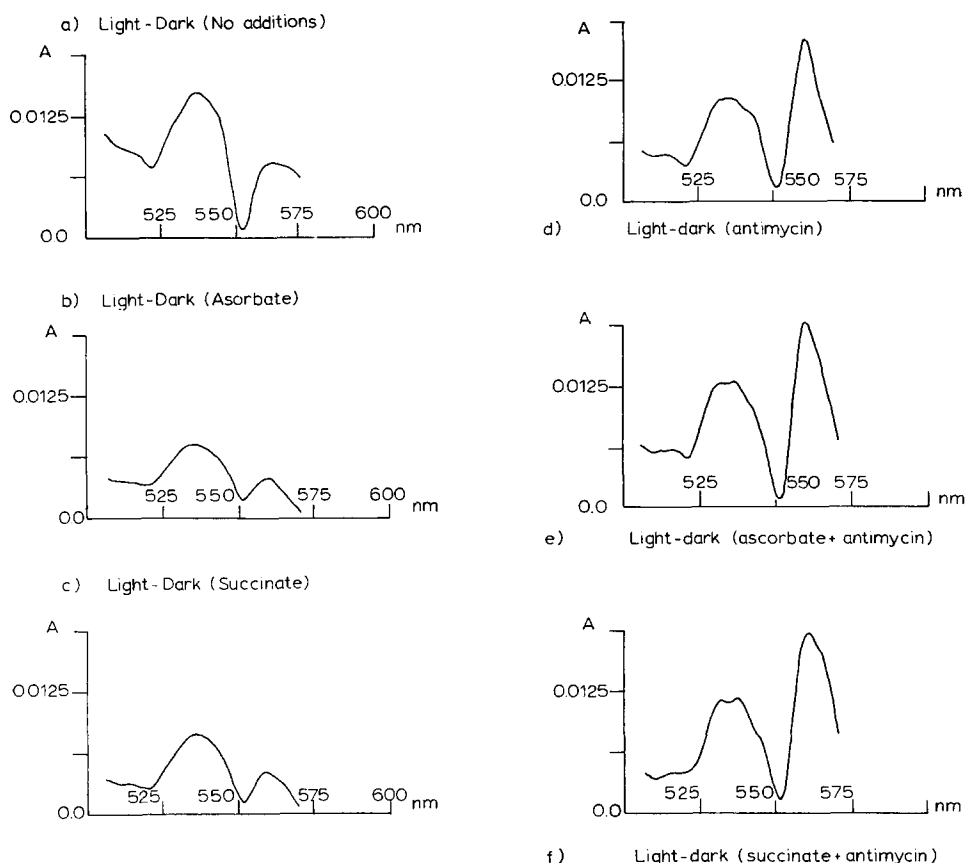 a) Light-Dark (No additions)
A
0.0125
0.0
525 550 575 600
nm
b) Light-Dark (Asorbate)
A
0.0125
0.0
525 550 575 600
nm
c) Light-Dark (Succinate)
A
0.0125
0.0
525 550 575 600
nm
A
0.0125
0.0
525 550 575
nm
d) Light-dark (antimycin)
A
0.0125
0.0
525 550 575
nm
e) Light-dark (ascorbate + antimycin)
A
0.0125
0.0
525 550 575
nm
f) Light-dark (succinate + antimycin)